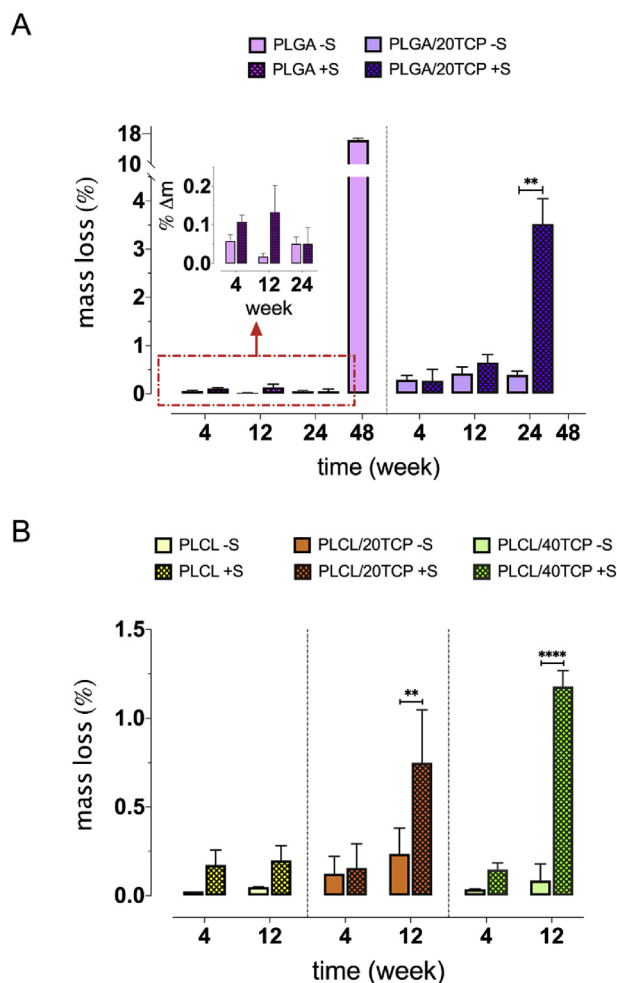 A
PLGA -S
PLGA/20TCP -S
PLGA +S
PLGA/20TCP +S
mass loss (%)
18
10
4
3
2
1
0
% Δm
0.2
0.1
0.0
4 12 24
week
**
4 12 24 48 4 12 24 48
time (week)
B
PLCL -S
PLCL/20TCP -S
PLCL/40TCP -S
PLCL +S
PLCL/20TCP +S
PLCL/40TCP +S
mass loss (%)
1.5
1.0
0.5
0.0
**
****
4 12 4 12 4 12
time (week)